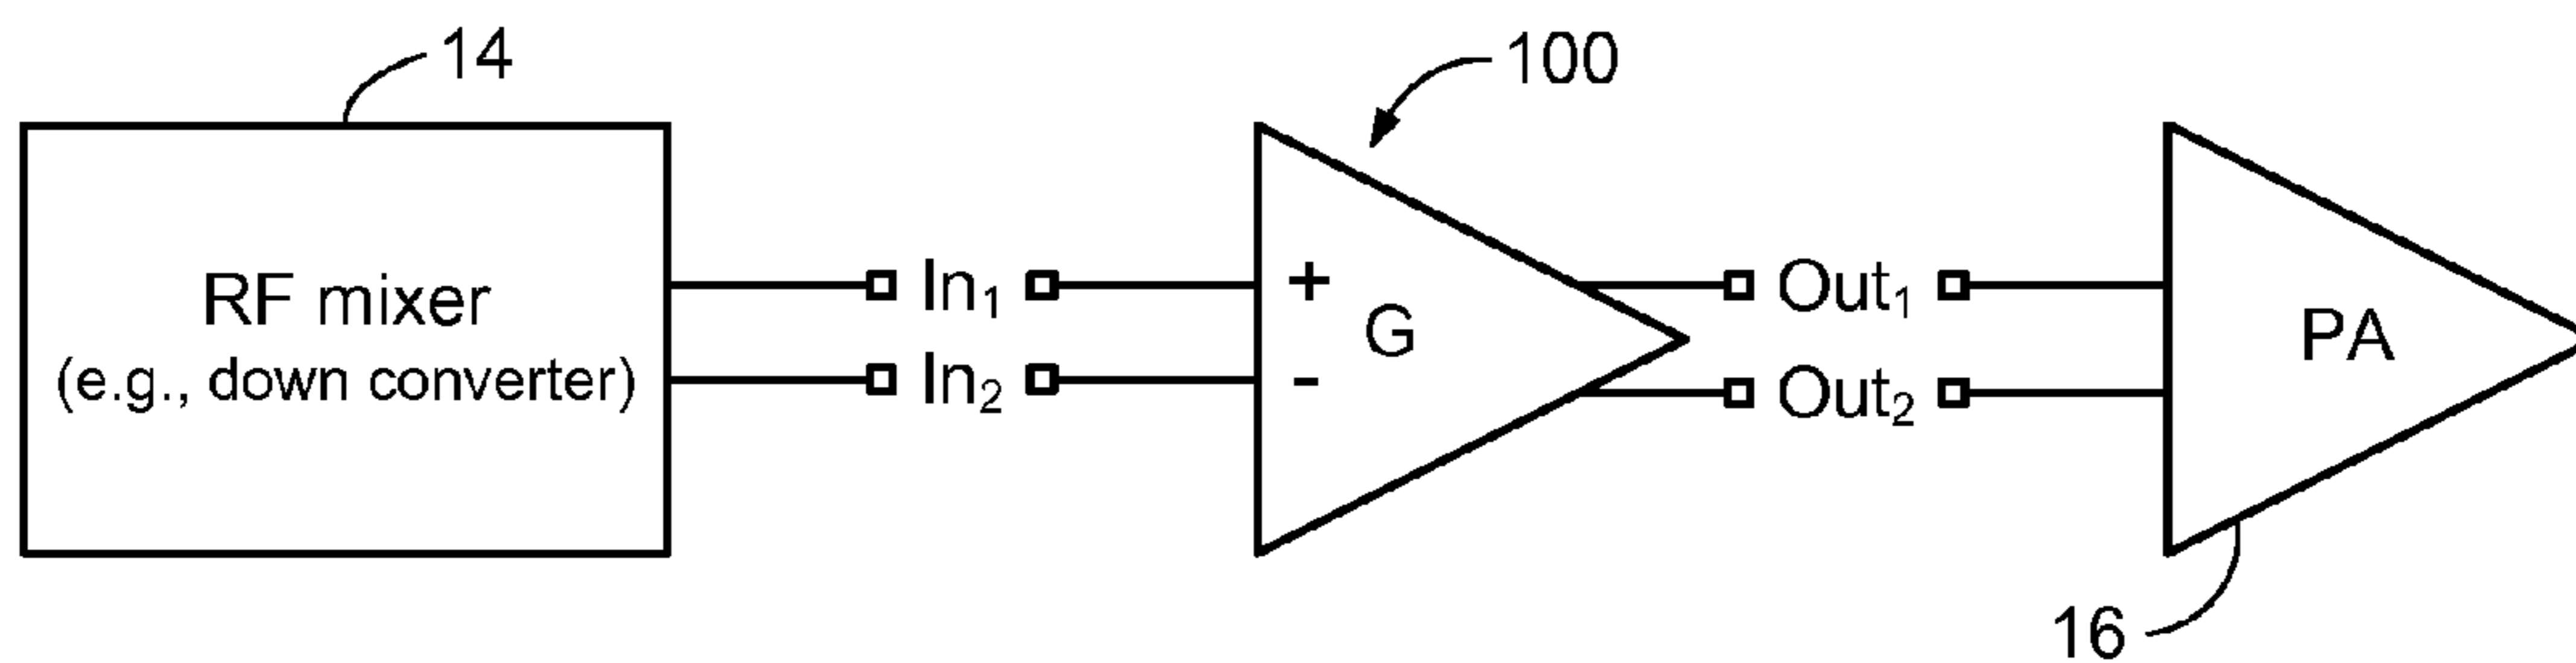 14
100
RF mixer
(e.g., down converter)
In1
In2
+
G
-
Out1
Out2
PA
16